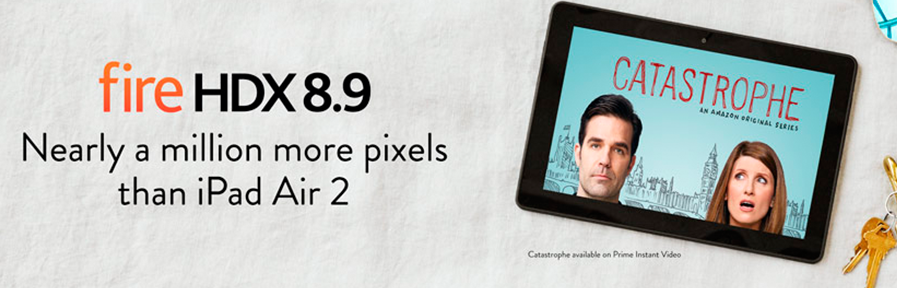 fire HDX 8.9
Nearly a million more pixels
than iPad Air 2
CATASTROPHE
AN AMAZON ORIGINAL SERIES
Catastrophe available on Prime Instant Video